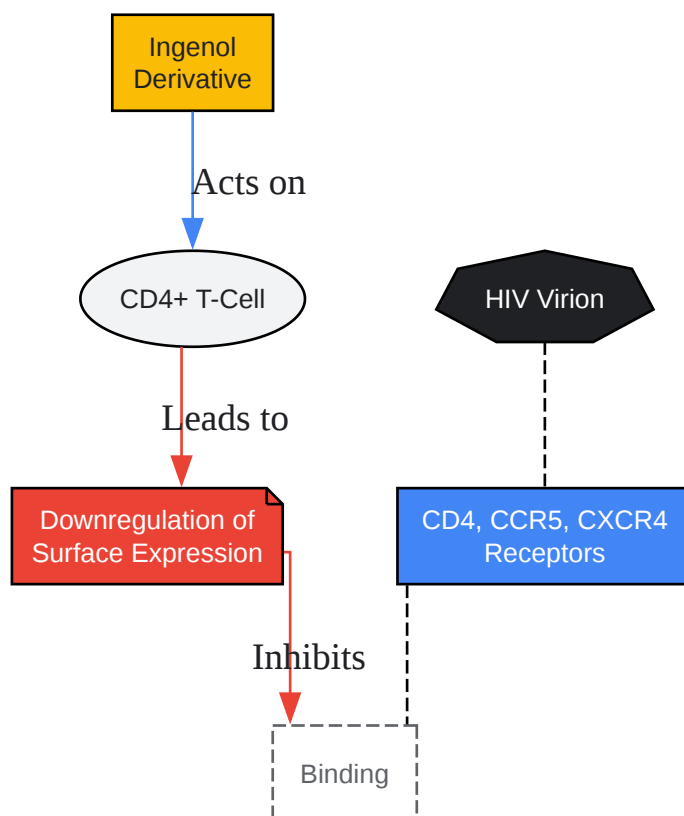 Ingenol
Derivative
Acts on
CD4+ T-Cell
HIV Virion
Leads to
Downregulation of
Surface Expression
CD4, CCR5, CXCR4
Receptors
Inhibits
Binding